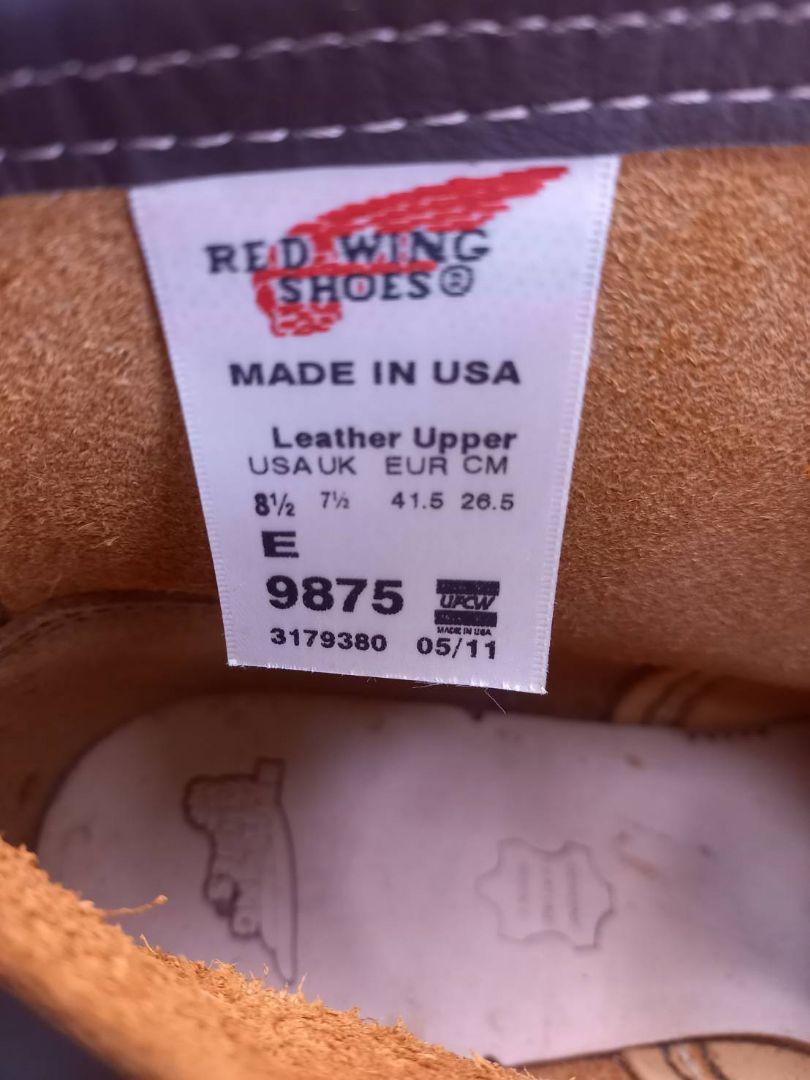 RED WING
SHOES®
MADE IN USA
Leather Upper
USA UK EUR CM
8½ 7½ 41.5 26.5
E
9875
UFCW
MADE IN USA
3179380 05/11